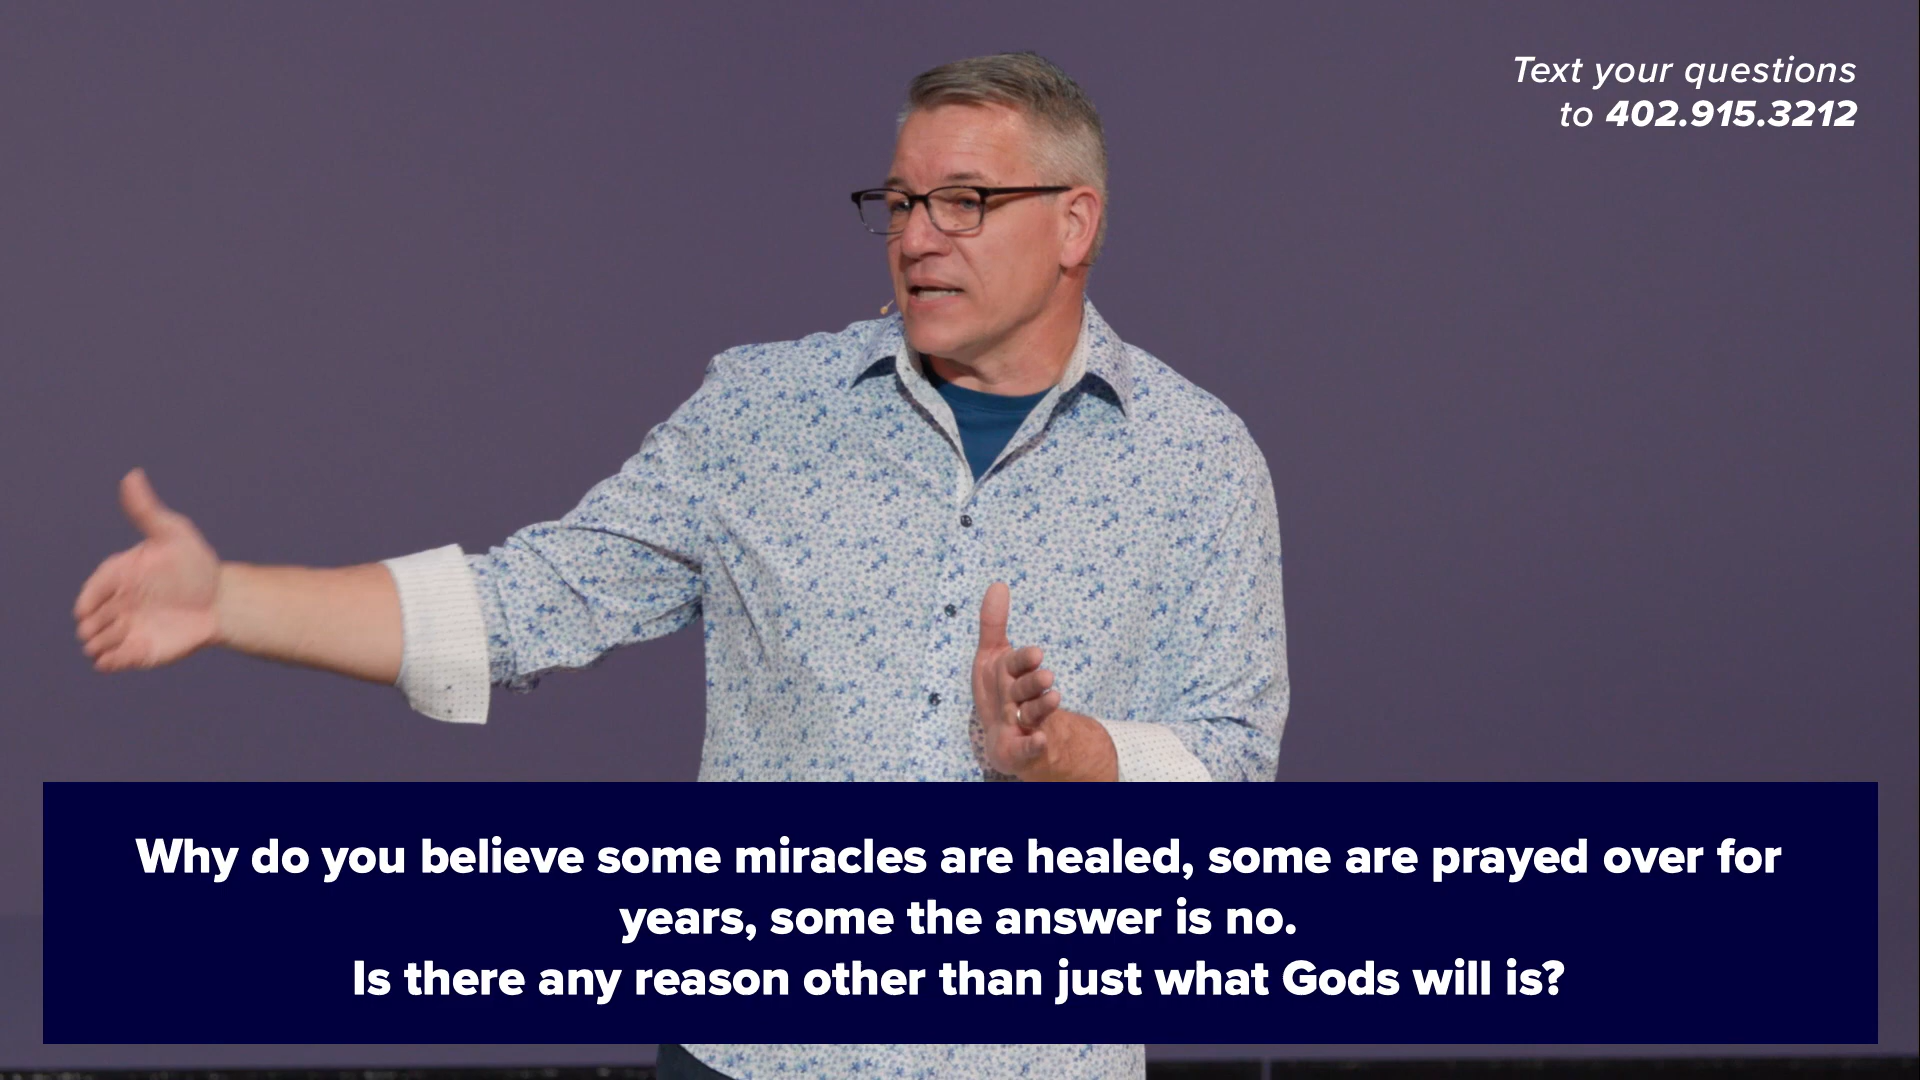 Text your questions
to 402.915.3212
Why do you believe some miracles are healed, some are prayed over for
years, some the answer is no.
Is there any reason other than just what Gods will is?